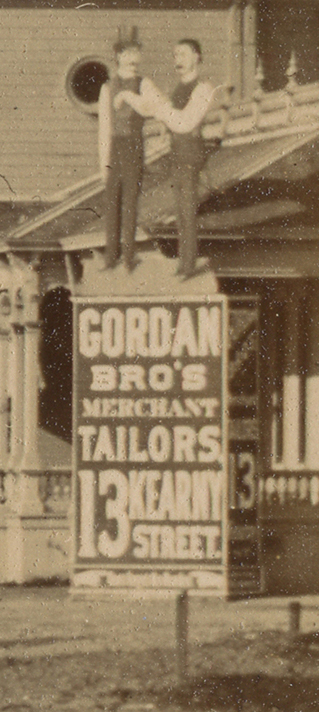 GORDAN
BRO'S
MERCHANT
TAILORS,
13 KEARNY
STREET.
13